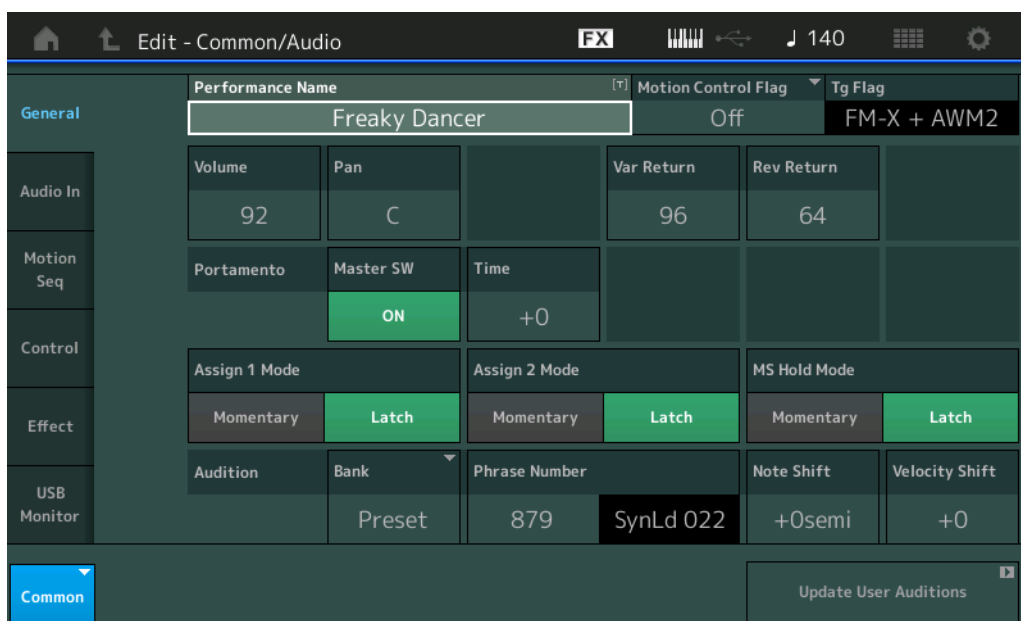 Edit - Common/Audio FX 140
Performance Name [T] Motion Control Flag Tg Flag
General Freaky Dancer Off FM-X + AWM2
Volume Pan Var Return Rev Return
Audio In
92 C 96 64
Motion
Seq
Portamento Master SW Time
ON +0
Control
Assign 1 Mode Assign 2 Mode MS Hold Mode
Effect Momentary Latch Momentary Latch Momentary Latch
Audition Bank Phrase Number Note Shift Velocity Shift
USB
Monitor
Preset 879 SynLd 022 +0semi +0
Common Update User Auditions